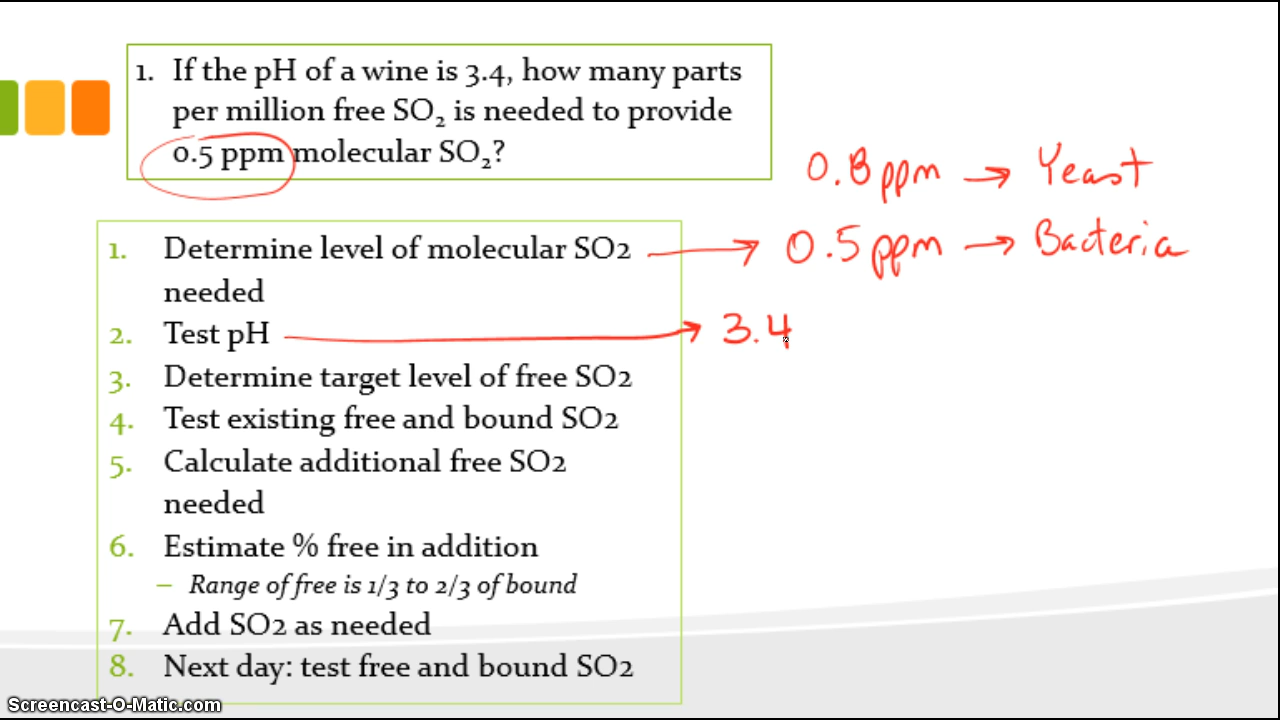 1. If the pH of a wine is 3.4, how many parts
per million free SO₂ is needed to provide
0.5 ppm molecular SO₂?
0.8 ppm → Yeast
1. Determine level of molecular SO2 → 0.5 ppm → Bacteria
needed
2. Test pH → 3.4
3. Determine target level of free SO2
4. Test existing free and bound SO2
5. Calculate additional free SO2
needed
6. Estimate % free in addition
– Range of free is 1/3 to 2/3 of bound
7. Add SO2 as needed
8. Next day: test free and bound SO2
Screencast-O-Matic.com